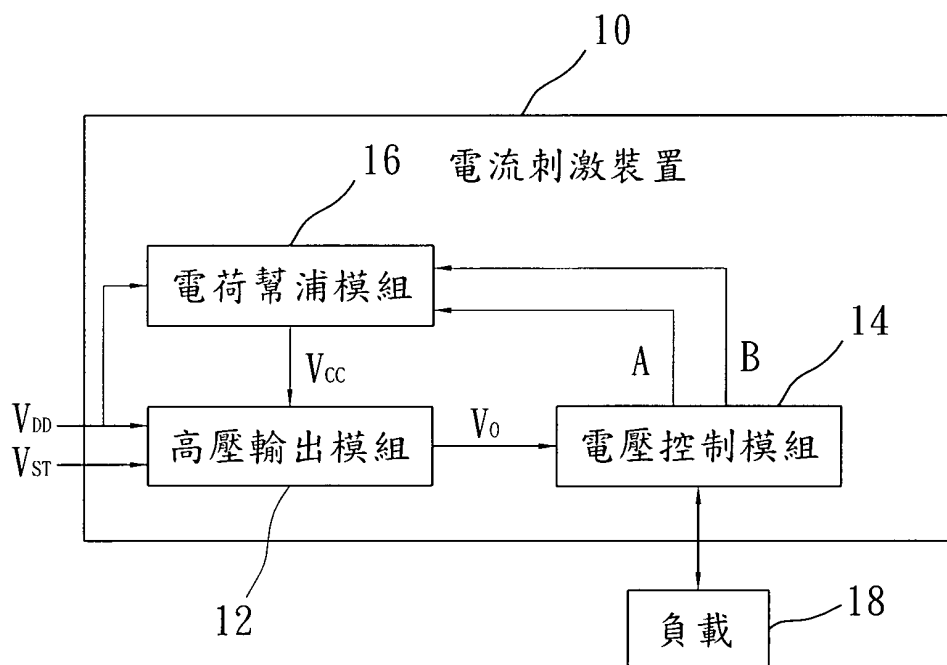 10
電流刺激裝置
16
電荷幫浦模組
14
A
B
VCC
VDD
高壓輸出模組
VO
電壓控制模組
VST
12
18
負載